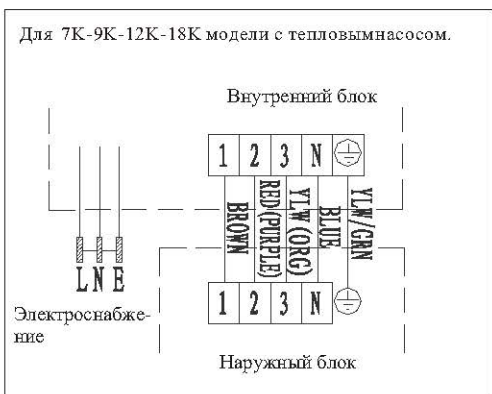 Для 7K-9K-12K-18K модели с тепловымнасосом.
Внутренний блок
1 2 3 N
BROWN
RED(PURPLE)
YLW(ORG)
BLUE
YLW/GRN
L N E
1 2 3 N
Электроснабже-
ние
Наружный блок